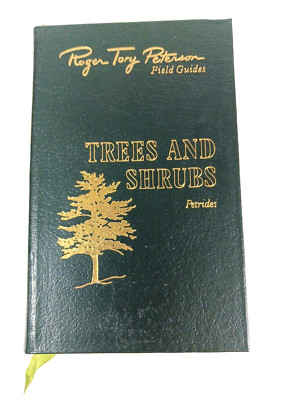 Roger Tory Peterson
Field Guides
TREES AND
SHRUBS
Petrides